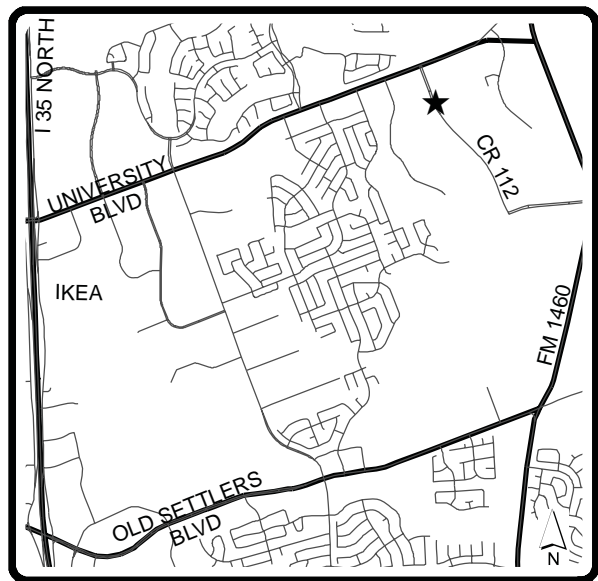 I 35 NORTH
UNIVERSITY
BLVD
CR 112
IKEA
FM 1460
OLD SETTLERS
BLVD
N